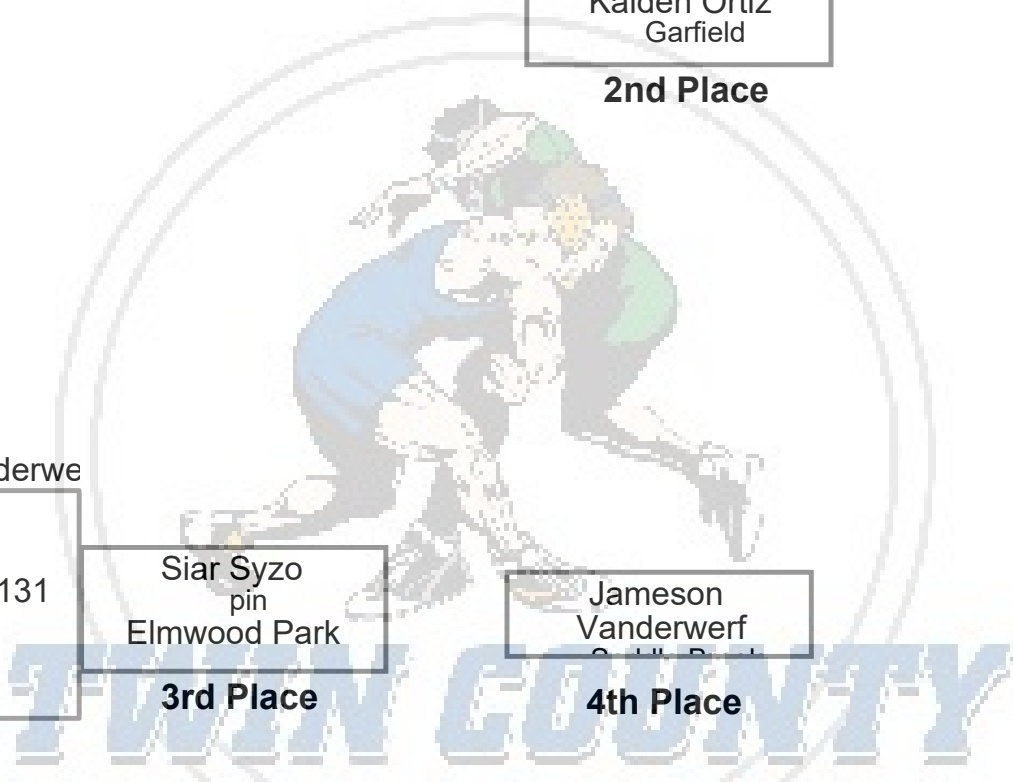 Kaiden Ortiz
Garfield
2nd Place
derwe
131
Siar Syzo
pin
Elmwood Park
3rd Place
Jameson
Vanderwerf
4th Place
TWIN COUNTY